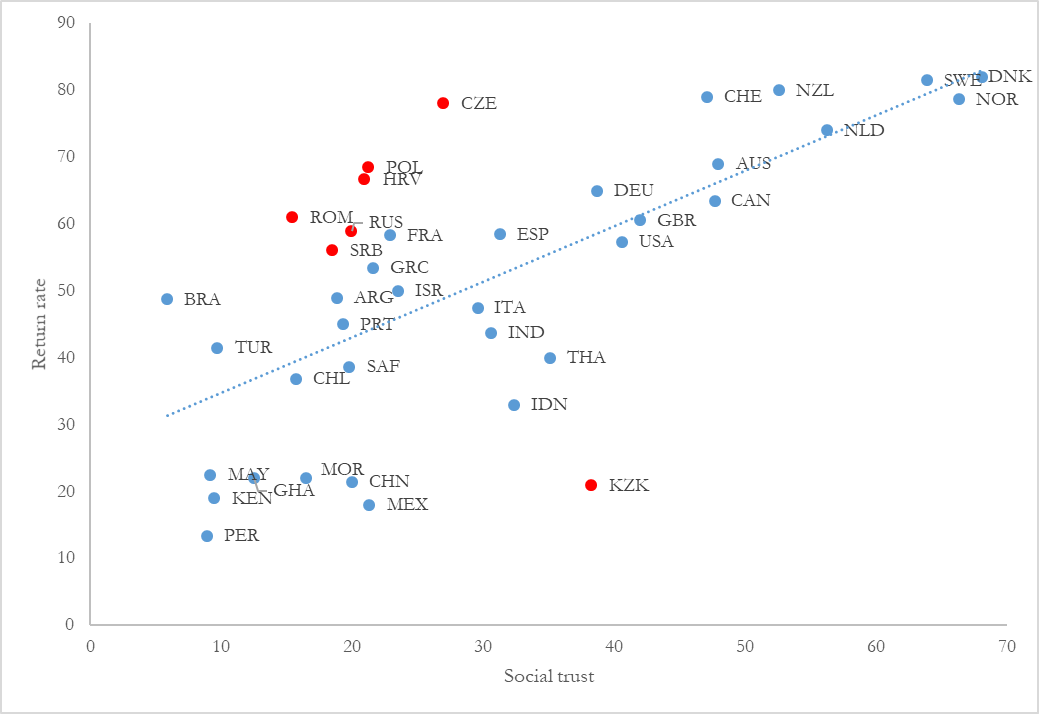 90
80
70
60
50
40
30
20
10
0
Return rate
0 10 20 30 40 50 60 70
Social trust
SWE DNK
NOR
NZL
CHE
CZE
NLD
AUS
POL
HRV
DEU
CAN
ROM
RUS
GBR
FRA
ESP
USA
SRB
GRC
ISR
BRA
ARG
ITA
PRT
IND
TUR
THA
SAF
CHL
IDN
MAY
MOR
CHN
GHA
KZK
KEN
MEX
PER